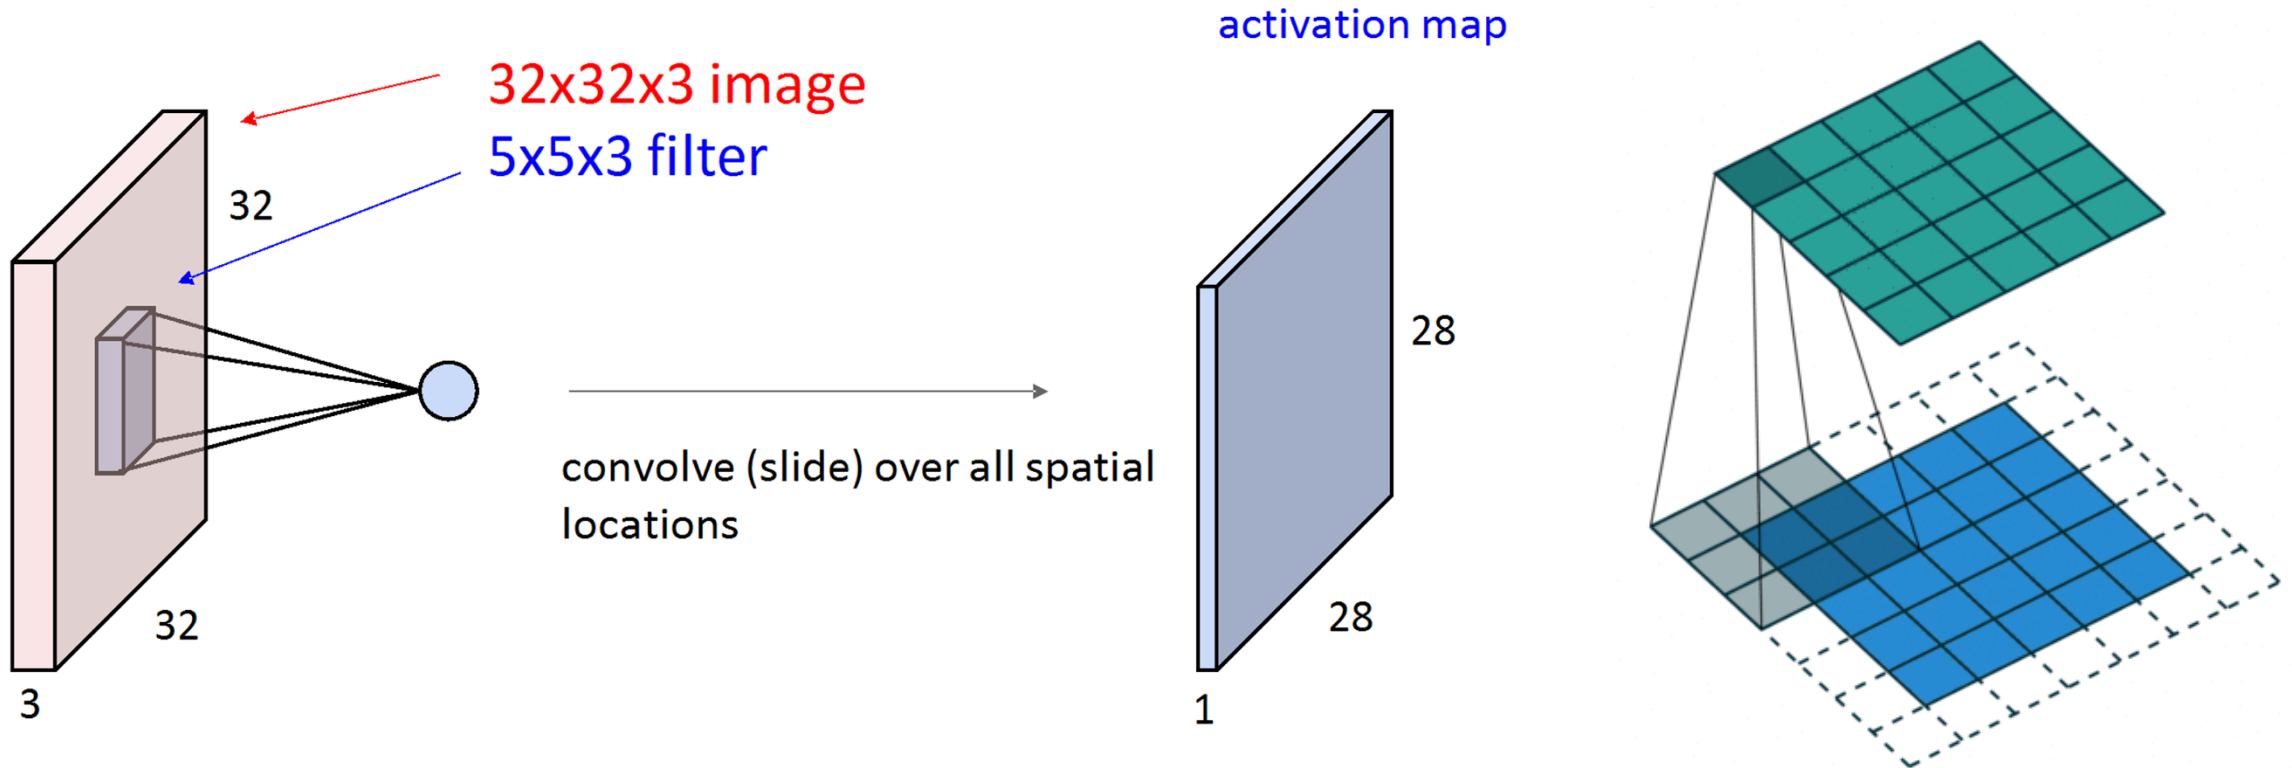 activation map
32x32x3 image
5x5x3 filter
32
28
convolve (slide) over all spatial
locations
32
28
3
1